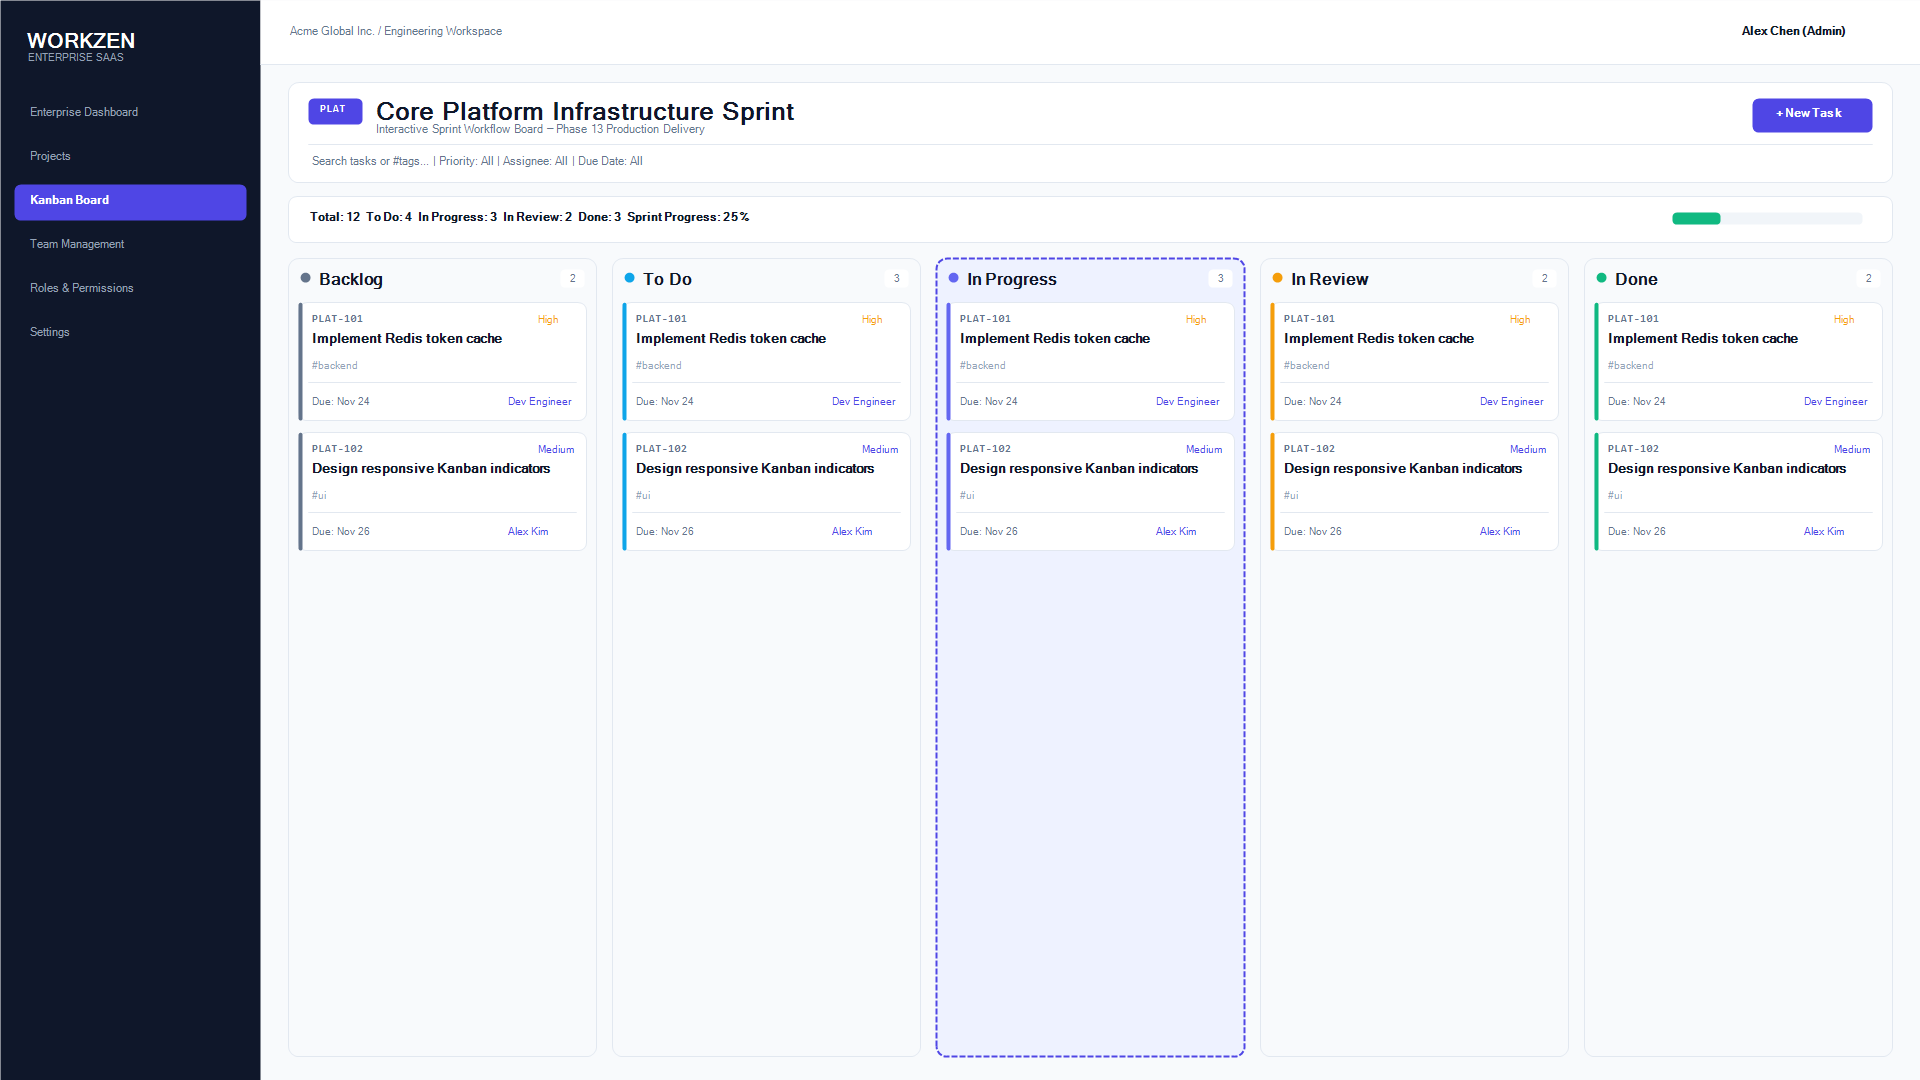 WORKZEN
ENTERPRISE SAAS
Enterprise Dashboard
Projects
Kanban Board
Team Management
Roles & Permissions
Settings
Acme Global Inc. / Engineering Workspace
Alex Chen (Admin)
PLAT
Core Platform Infrastructure Sprint
Interactive Sprint Workflow Board – Phase 13 Production Delivery
+ New Task
Search tasks or #tags... | Priority: All | Assignee: All | Due Date: All
Total: 12 To Do: 4 In Progress: 3 In Review: 2 Done: 3 Sprint Progress: 25%
Backlog 2
PLAT-101 High
Implement Redis token cache
#backend
Due: Nov 24 Dev Engineer
PLAT-102 Medium
Design responsive Kanban indicators
#ui
Due: Nov 26 Alex Kim
To Do 3
PLAT-101 High
Implement Redis token cache
#backend
Due: Nov 24 Dev Engineer
PLAT-102 Medium
Design responsive Kanban indicators
#ui
Due: Nov 26 Alex Kim
In Progress 3
PLAT-101 High
Implement Redis token cache
#backend
Due: Nov 24 Dev Engineer
PLAT-102 Medium
Design responsive Kanban indicators
#ui
Due: Nov 26 Alex Kim
In Review 2
PLAT-101 High
Implement Redis token cache
#backend
Due: Nov 24 Dev Engineer
PLAT-102 Medium
Design responsive Kanban indicators
#ui
Due: Nov 26 Alex Kim
Done 2
PLAT-101 High
Implement Redis token cache
#backend
Due: Nov 24 Dev Engineer
PLAT-102 Medium
Design responsive Kanban indicators
#ui
Due: Nov 26 Alex Kim